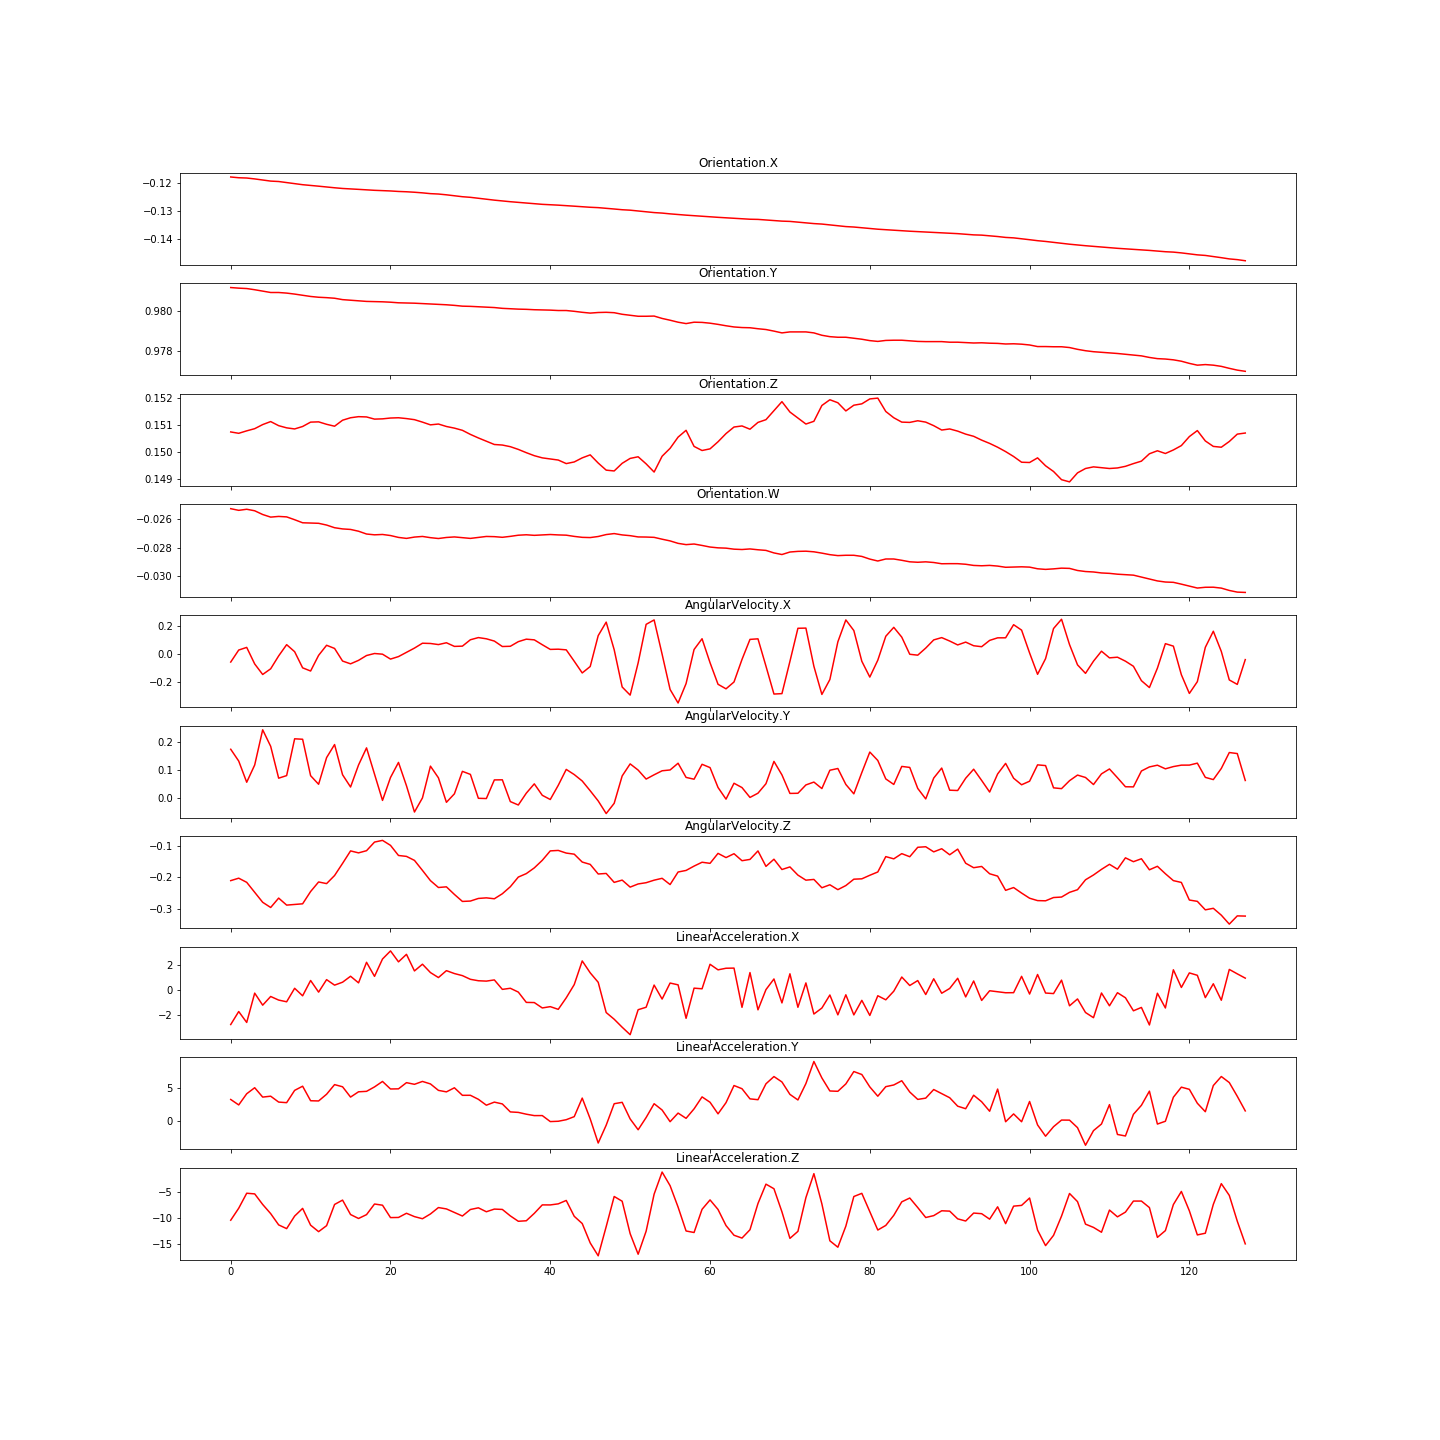 Orientation.X
−0.12
−0.13
−0.14
Orientation.Y
0.980
0.978
Orientation.Z
0.152
0.151
0.150
0.149
Orientation.W
−0.026
−0.028
−0.030
AngularVelocity.X
0.2
0.0
−0.2
AngularVelocity.Y
0.2
0.1
0.0
AngularVelocity.Z
−0.1
−0.2
−0.3
LinearAcceleration.X
2
0
−2
LinearAcceleration.Y
5
0
LinearAcceleration.Z
−5
−10
−15
0 20 40 60 80 100 120